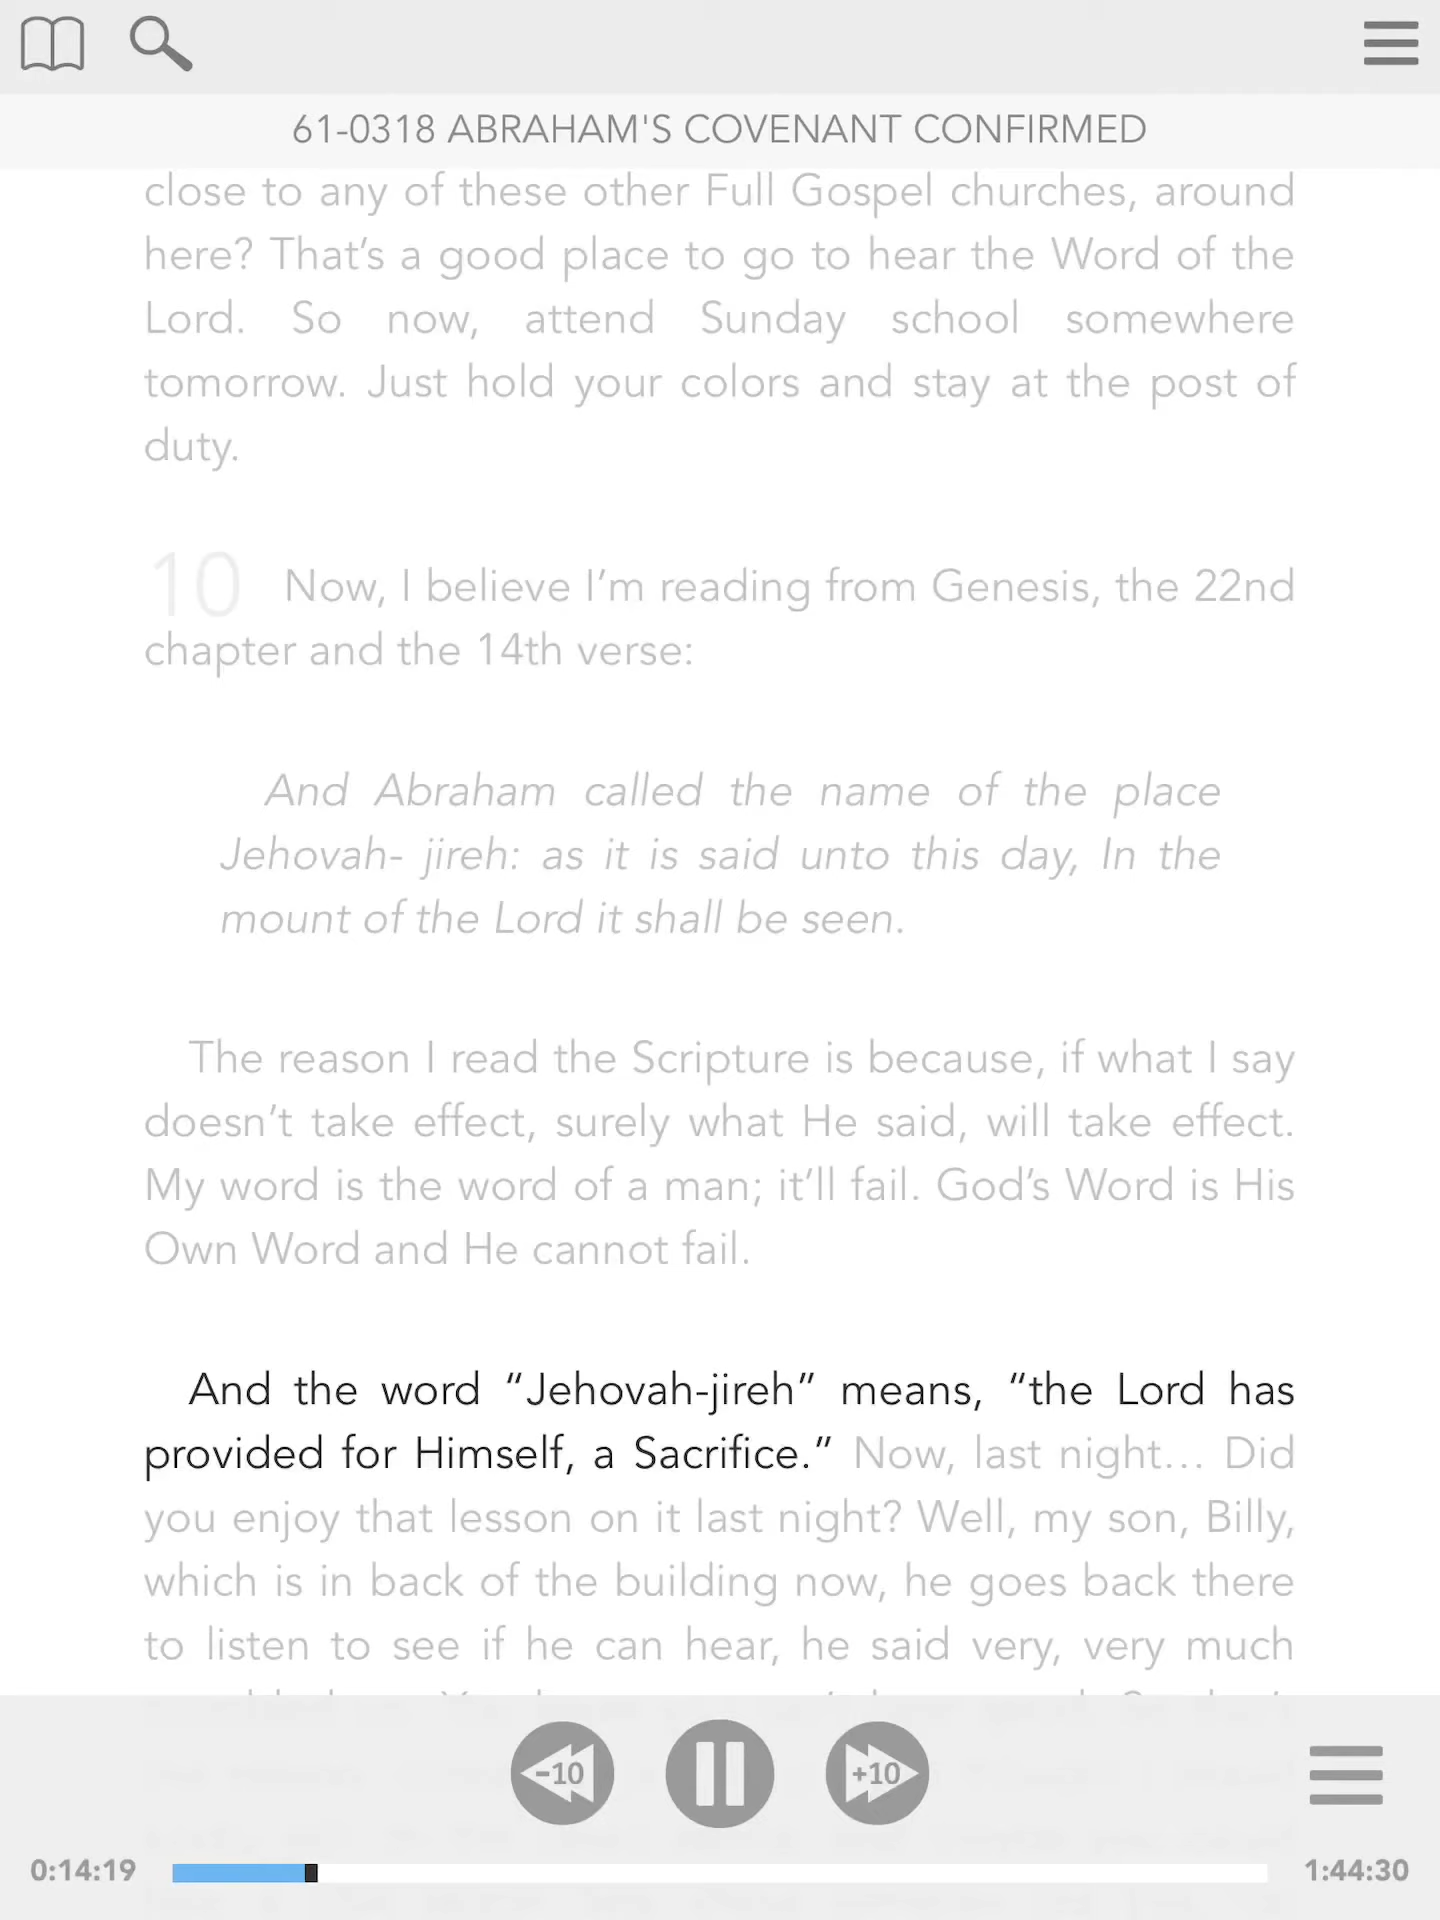 61-0318 ABRAHAM'S COVENANT CONFIRMED
close to any of these other Full Gospel churches, around
here? That’s a good place to go to hear the Word of the
Lord. So now, attend Sunday school somewhere
tomorrow. Just hold your colors and stay at the post of
duty.
10 Now, I believe I’m reading from Genesis, the 22nd
chapter and the 14th verse:
And Abraham called the name of the place
Jehovah- jireh: as it is said unto this day, In the
mount of the Lord it shall be seen.
The reason I read the Scripture is because, if what I say
doesn’t take effect, surely what He said, will take effect.
My word is the word of a man; it’ll fail. God’s Word is His
Own Word and He cannot fail.
And the word “Jehovah-jireh” means, “the Lord has
provided for Himself, a Sacrifice.” Now, last night… Did
you enjoy that lesson on it last night? Well, my son, Billy,
which is in back of the building now, he goes back there
to listen to see if he can hear, he said very, very much
-10 +10
0:14:19 1:44:30